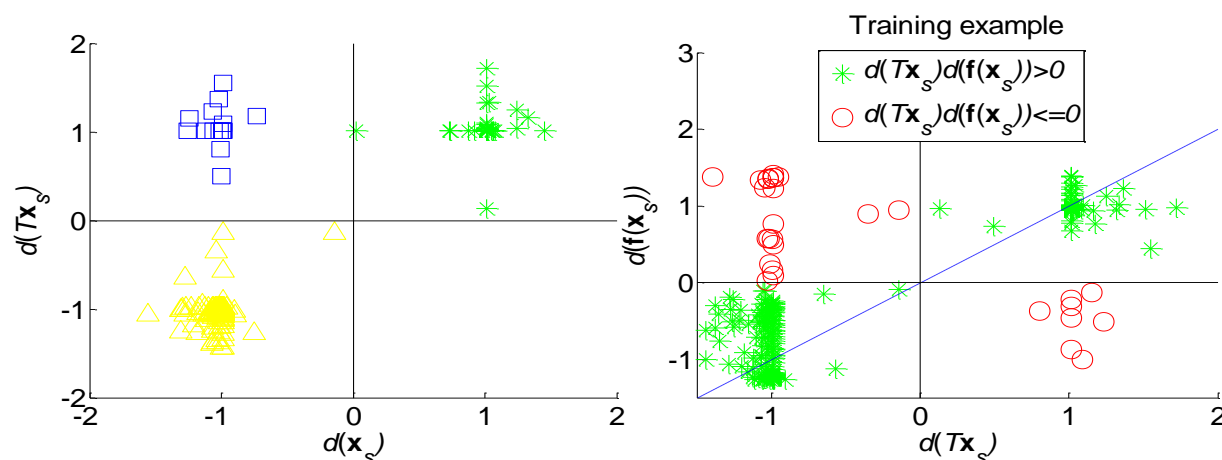 2
1
0
-1
-2
-2
-1
0
1
2
d(Tx_s)
d(x_s)
Training example
d(Tx_s)d(f(x_s))>0
d(Tx_s)d(f(x_s))<=0
3
2
1
0
-1
-1
0
1
2
d(f(x_s))
d(Tx_s)